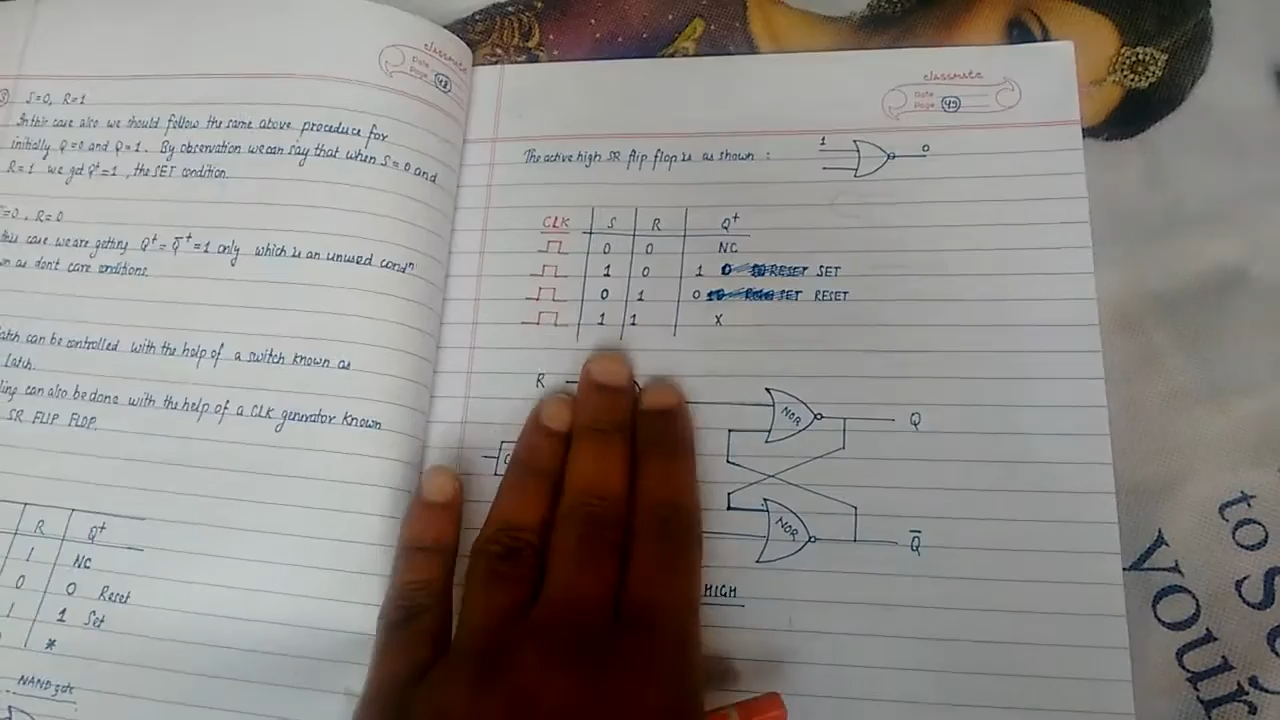 classmate
Date
Page 48
③ S=0, R=1
In this case also we should follow the same above procedure for
initially Q=0 and Q=1. By observation we can say that when S=0 and
R=1 we get Q+=1, the SET condition.
=0, R=0
this case we are getting Q+ = Q̅+ = 1 only which is an unused condn
as don't care conditions.
latch can be controlled with the help of a switch known as
latch.
can also be done with the help of a CLK generator known
SR FLIP FLOP.
R Q+
1 NC
0 0 Reset
1 1 Set
*
NAND gate
classmate
Date
Page 49
The active high SR flip flop is as shown :
1 0
CLK S R Q+
0 0 NC
1 0 1 SET
0 1 0 RESET
1 1 X
R
NOR Q
C
NOR Q̅
HIGH
to
your